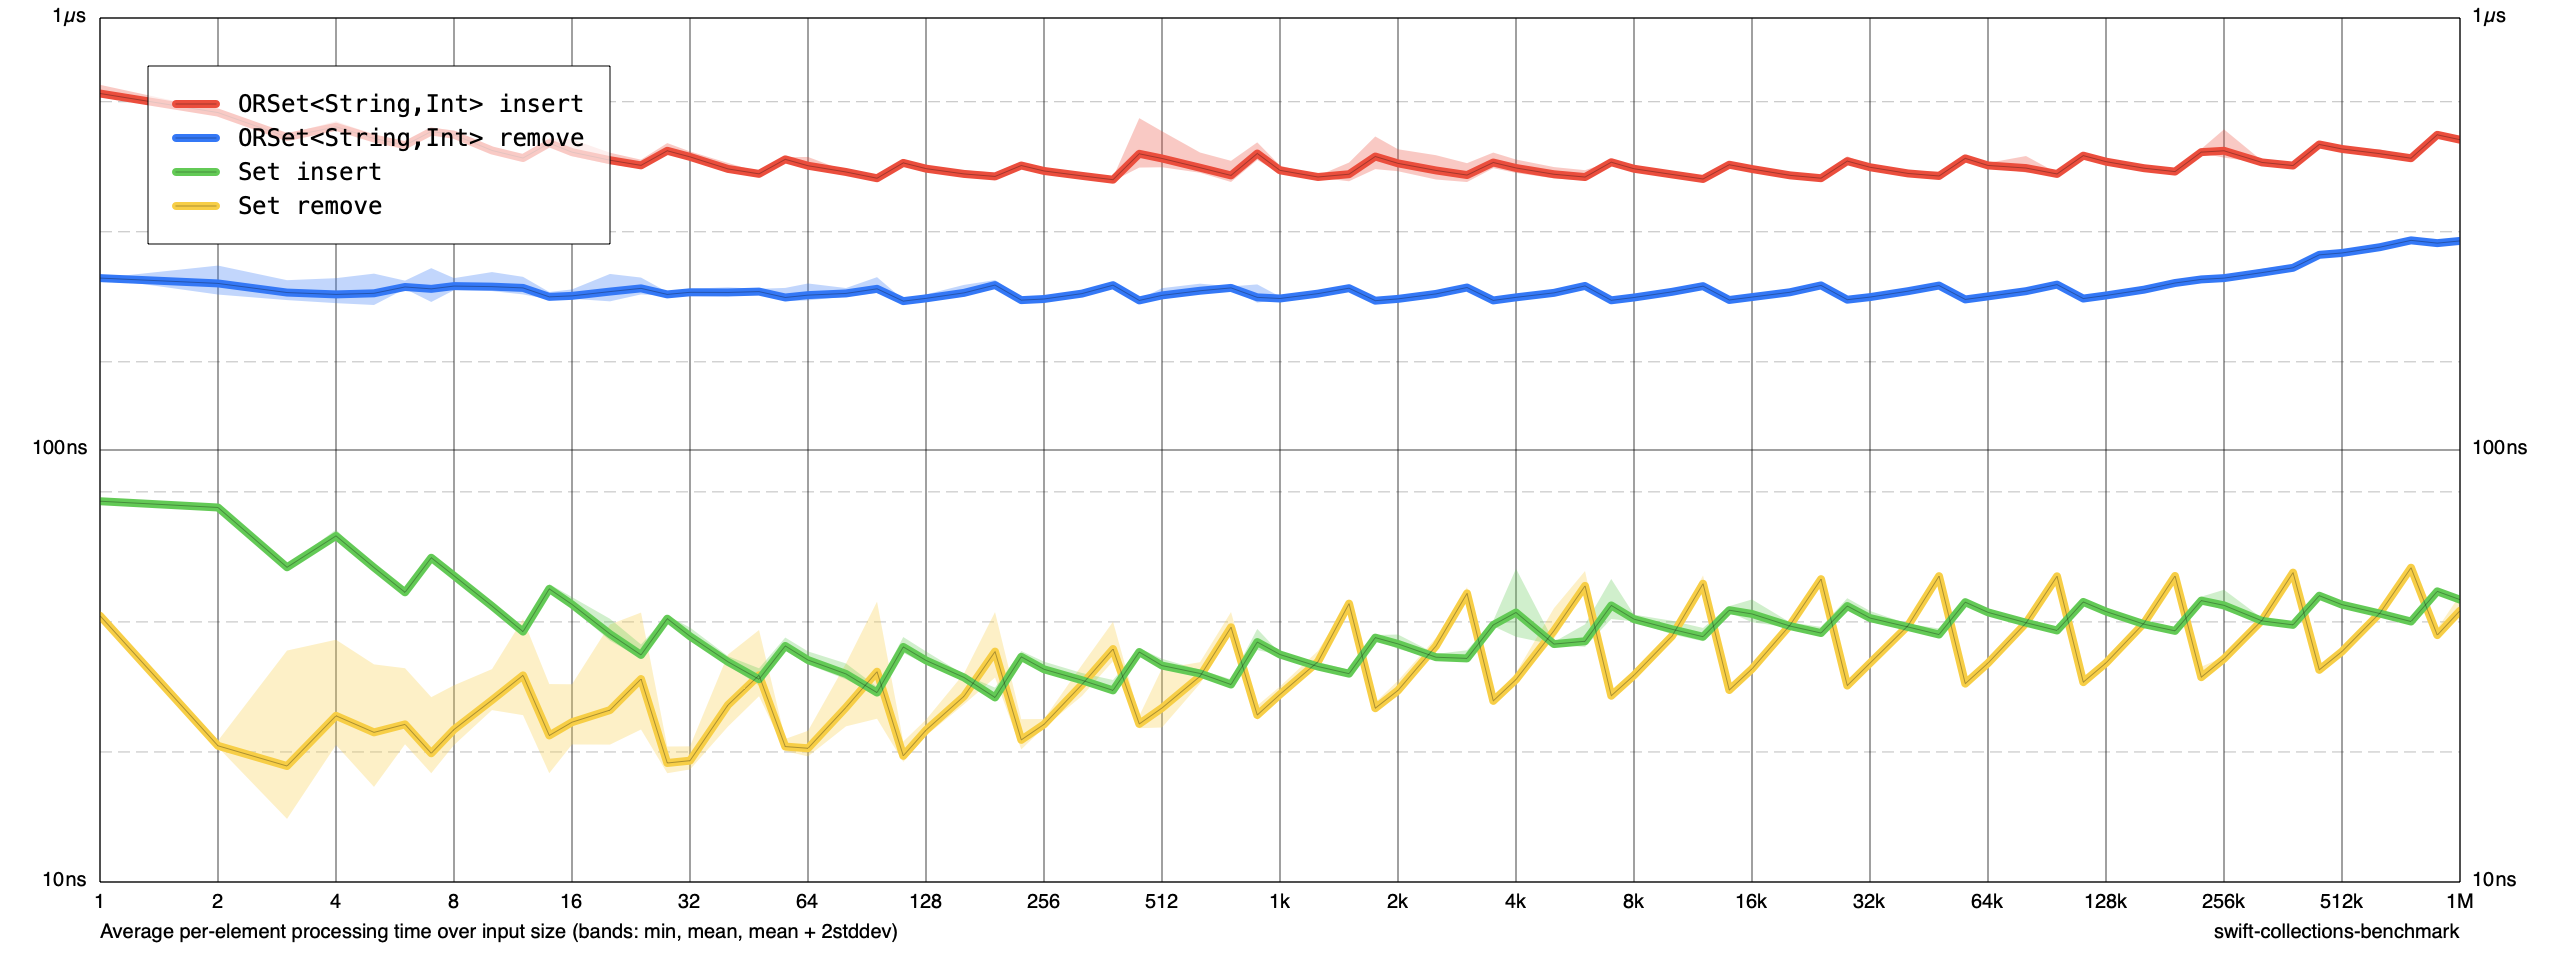 1µs 1µs
ORSet<String,Int> insert
ORSet<String,Int> remove
Set insert
Set remove
100ns 100ns
10ns 10ns
1 2 4 8 16 32 64 128 256 512 1k 2k 4k 8k 16k 32k 64k 128k 256k 512k 1M
Average per-element processing time over input size (bands: min, mean, mean + 2stddev) swift-collections-benchmark